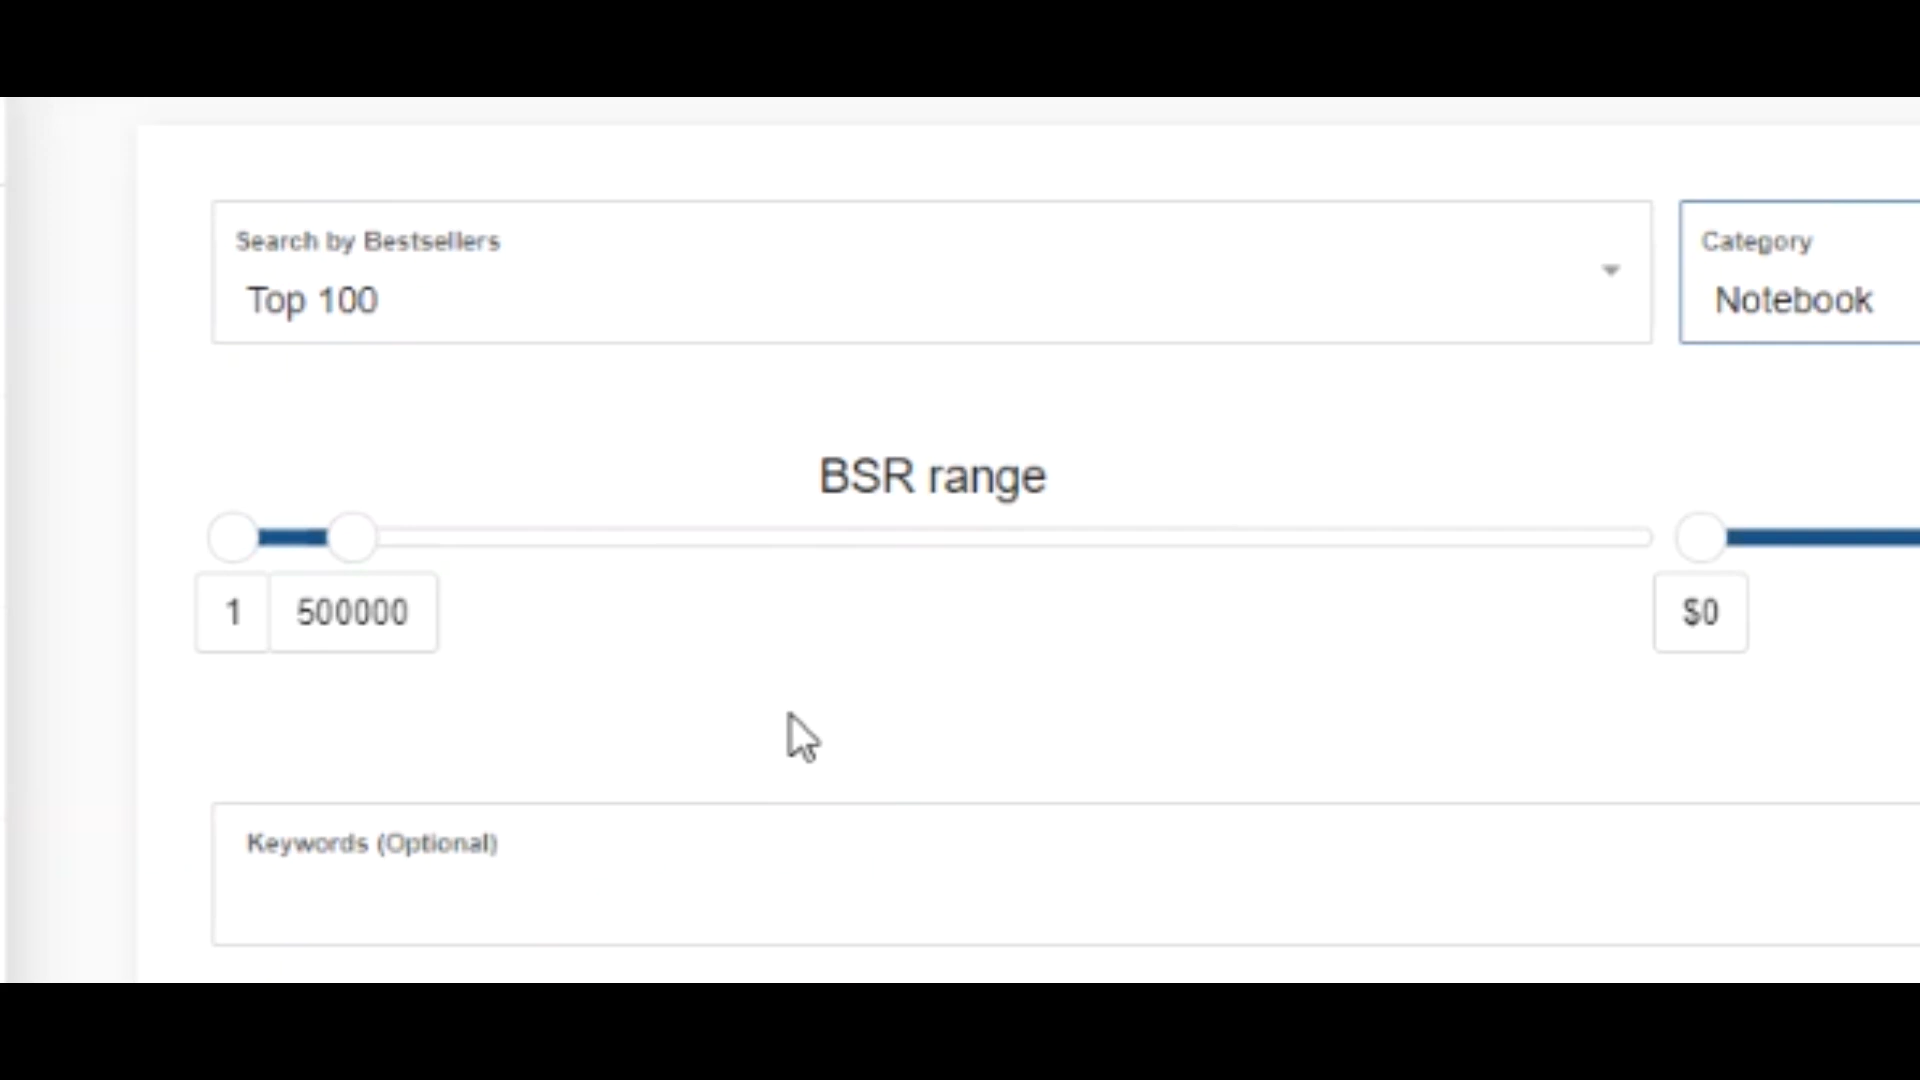 Search by Bestsellers
Top 100
Category
Notebook
BSR range
1
500000
$0
Keywords (Optional)